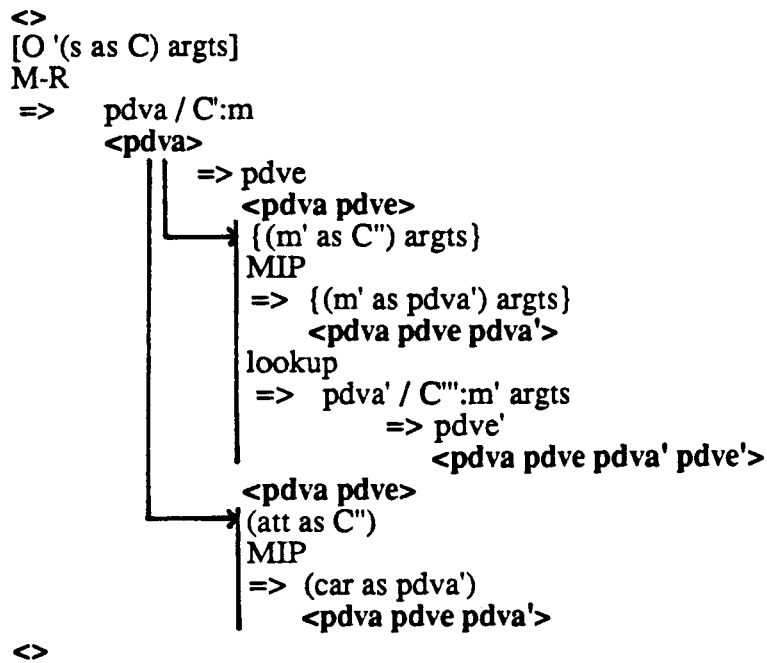 <>
[O '(s as C) argts]
M-R
=> pdva / C':m
<pdva>
=> pdve
<pdva pdve>
{(m' as C'') argts}
MIP
=> {(m' as pdva') argts}
<pdva pdve pdva'>
lookup
=> pdva' / C''':m' argts
=> pdve'
<pdva pdve pdva' pdve'>
<pdva pdve>
(att as C'')
MIP
=> (car as pdva')
<pdva pdve pdva'>
<>